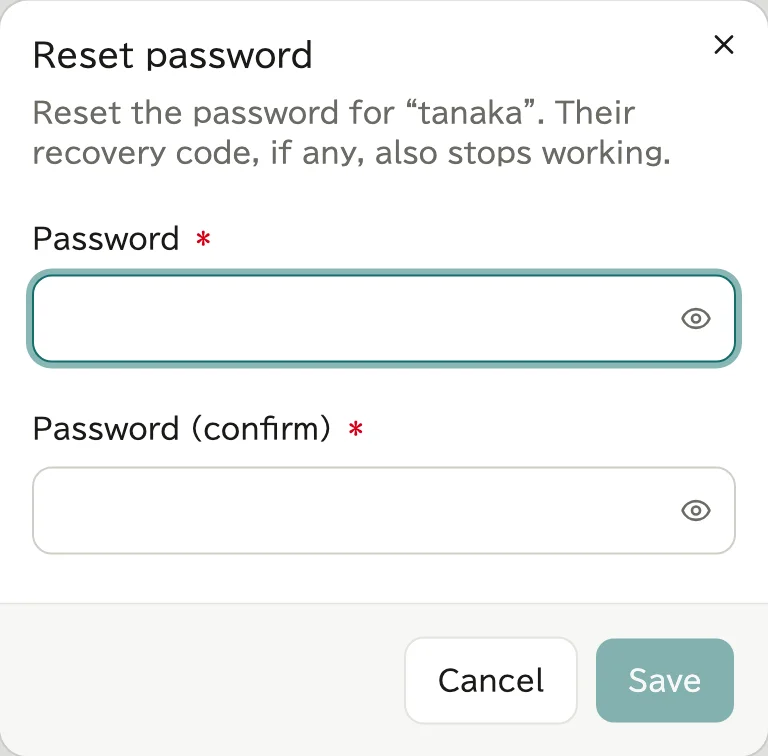 Reset password
Reset the password for “tanaka”. Their
recovery code, if any, also stops working.
Password *
Password (confirm) *
Cancel
Save